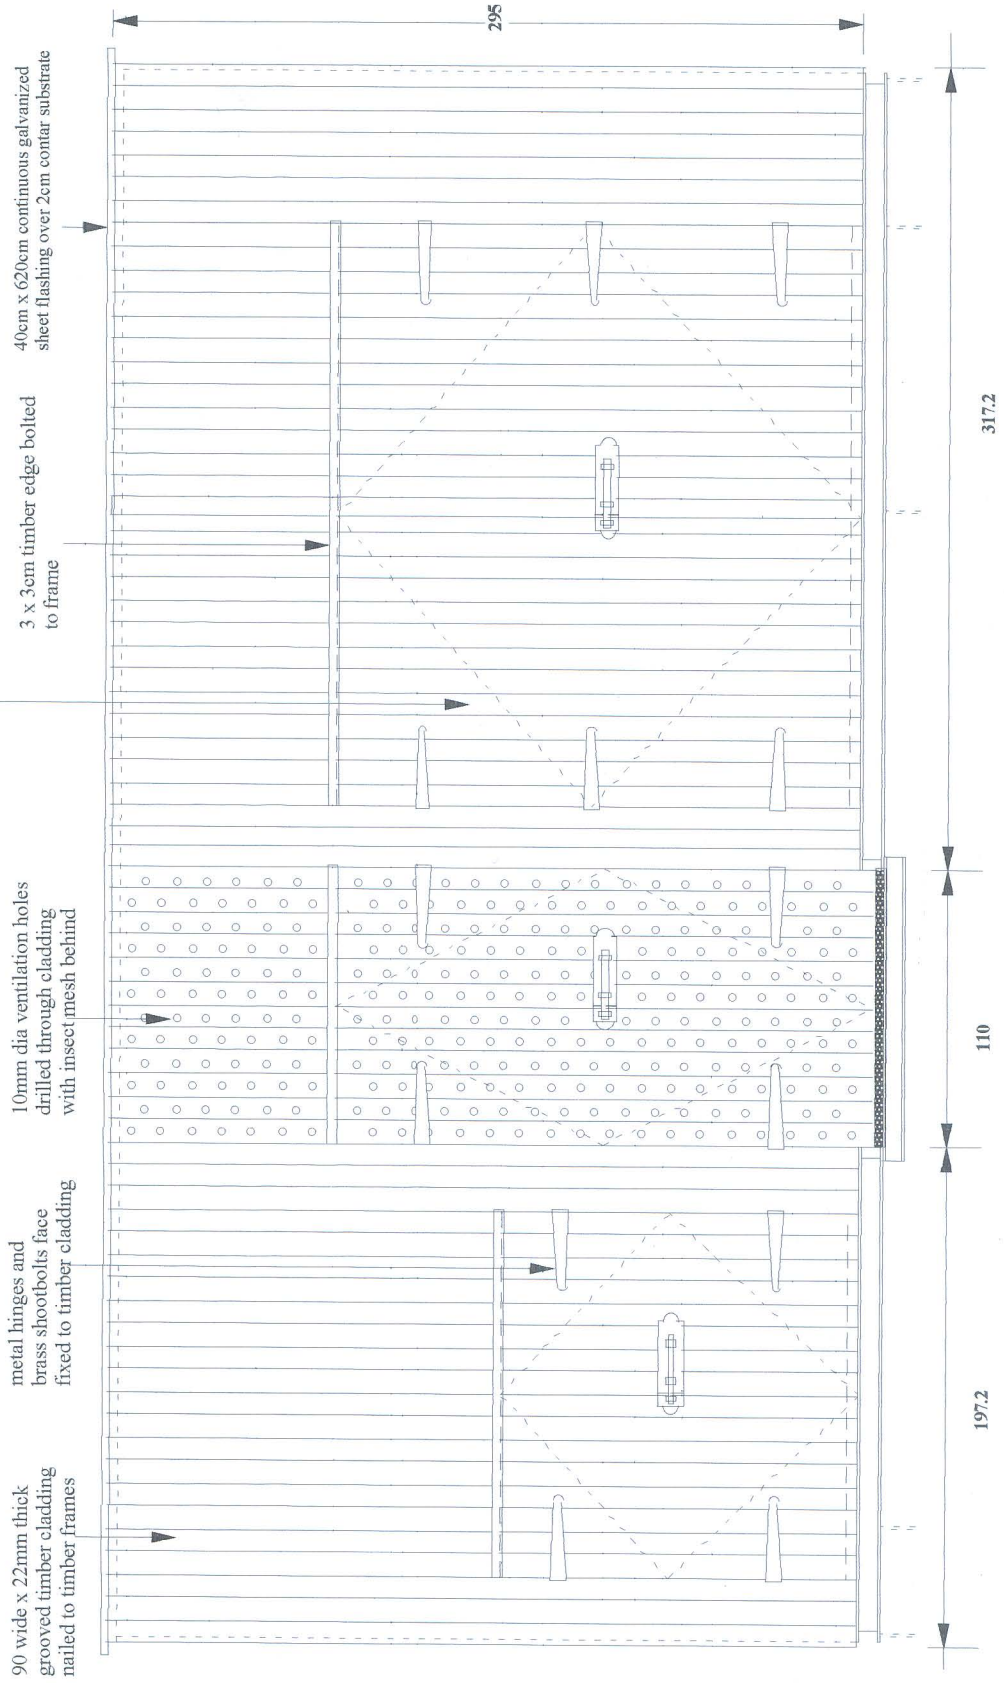 90 wide x 22mm thick
grooved timber cladding
nailed to timber frames
metal hinges and
brass shootbolts face
fixed to timber cladding
10mm dia ventilation holes
drilled through cladding
with insect mesh behind
3 x 3cm timber edge bolted
to frame
40cm x 620cm continuous galvanized
sheet flashing over 2cm contar substrate
295
197.2
110
317.2